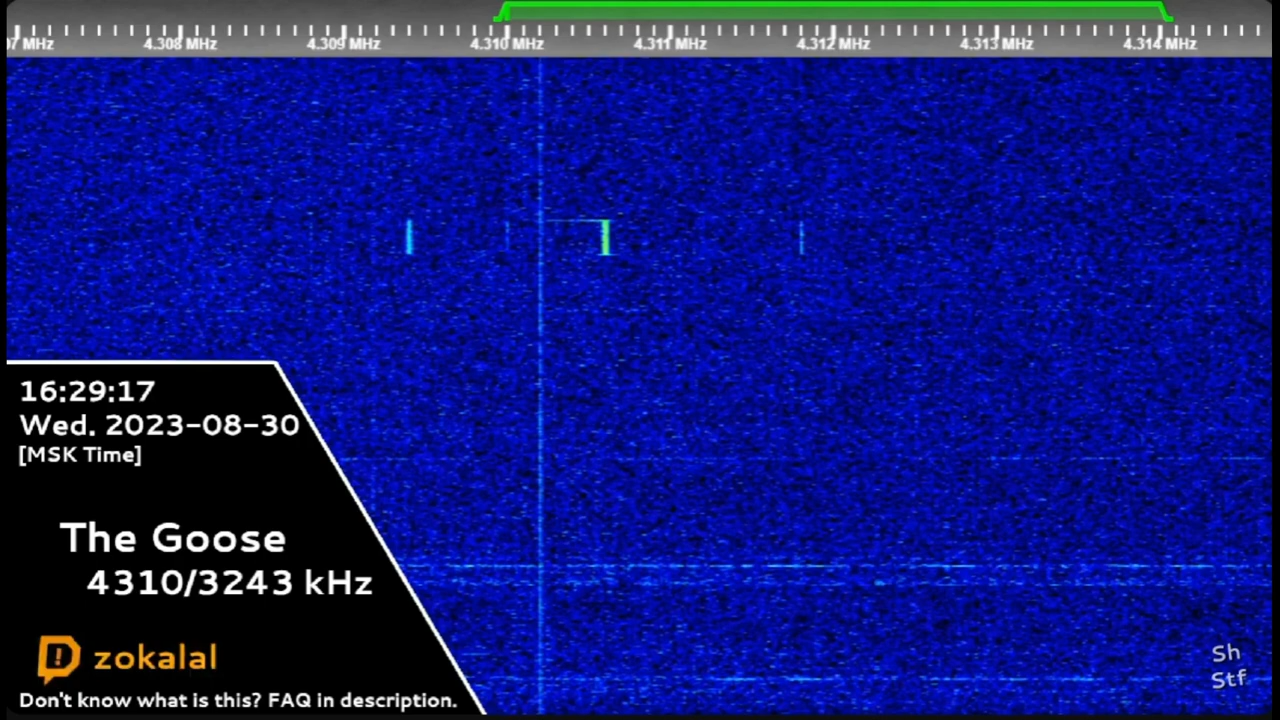 07 MHz 4.308 MHz 4.309 MHz 4.310 MHz 4.311 MHz 4.312 MHz 4.313 MHz 4.314 MHz
16:29:17
Wed. 2023-08-30
[MSK Time]
The Goose
4310/3243 kHz
zokalal
Don't know what is this? FAQ in description.
Sh
Stf